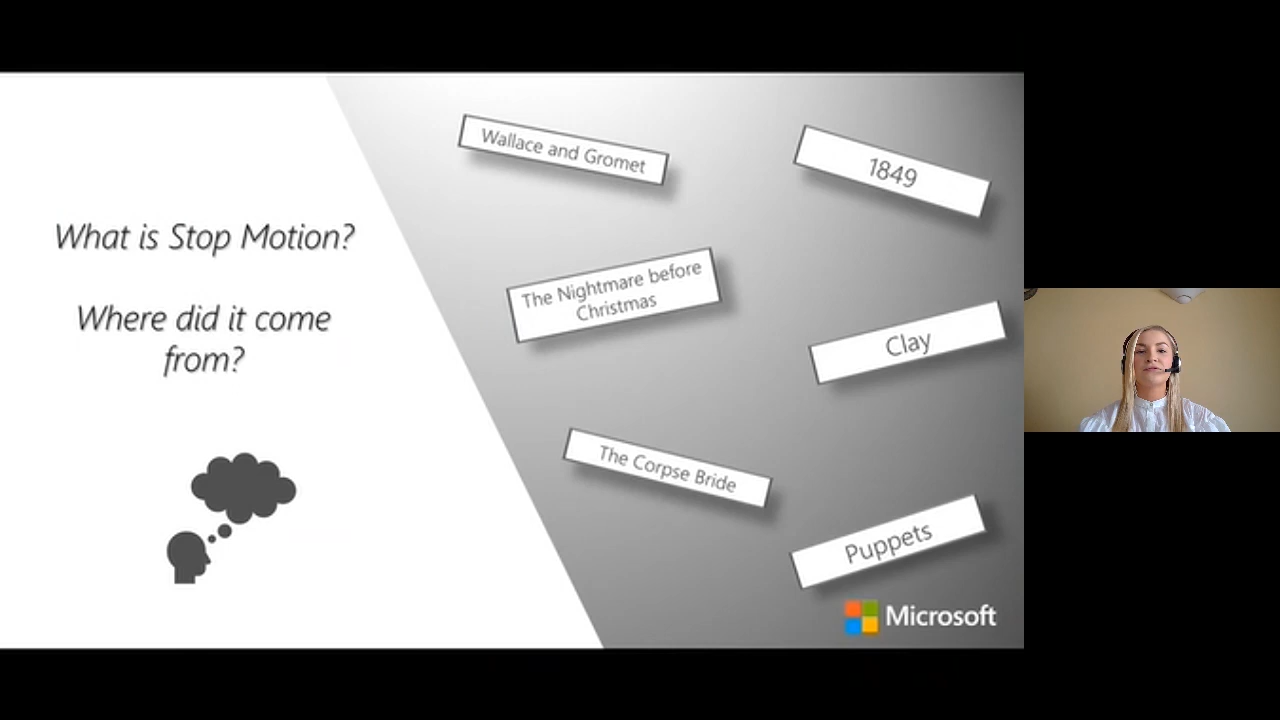 What is Stop Motion?
Where did it come
from?
Wallace and Gromet
1849
The Nightmare before
Christmas
Clay
The Corpse Bride
Puppets
Microsoft